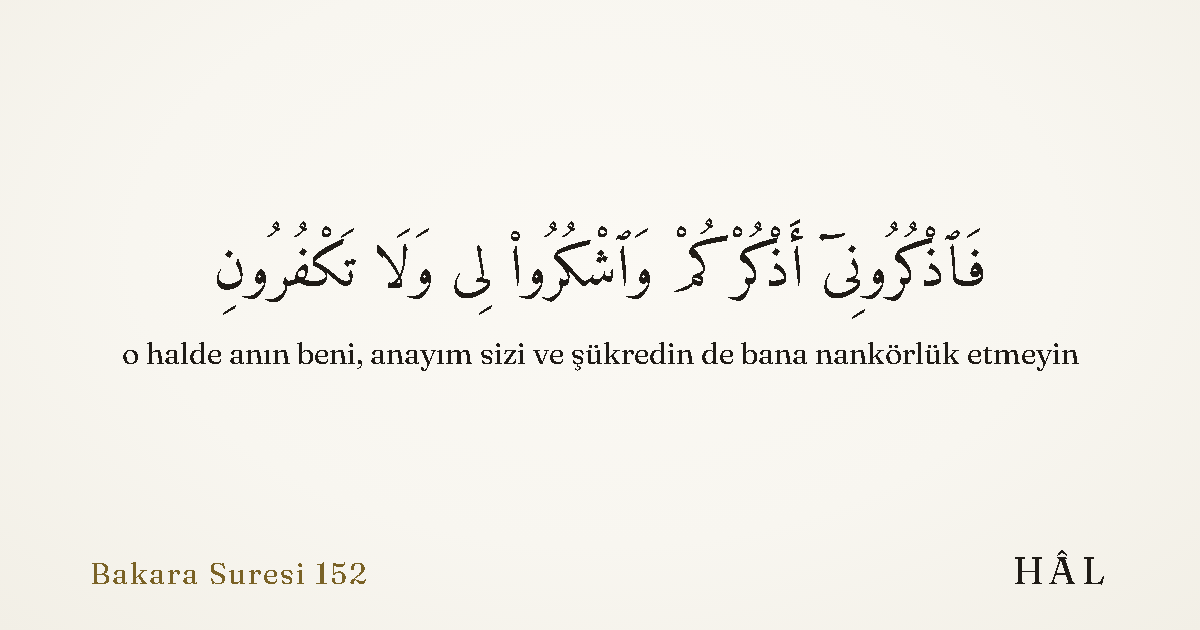 فَٱذْكُرُونِىٓ أَذْكُرْكُمْ وَٱشْكُرُوا۟ لِى وَلَا تَكْفُرُونِ
o halde anın beni, anayım sizi ve şükredin de bana nankörlük etmeyin
Bakara Suresi 152
HÂL